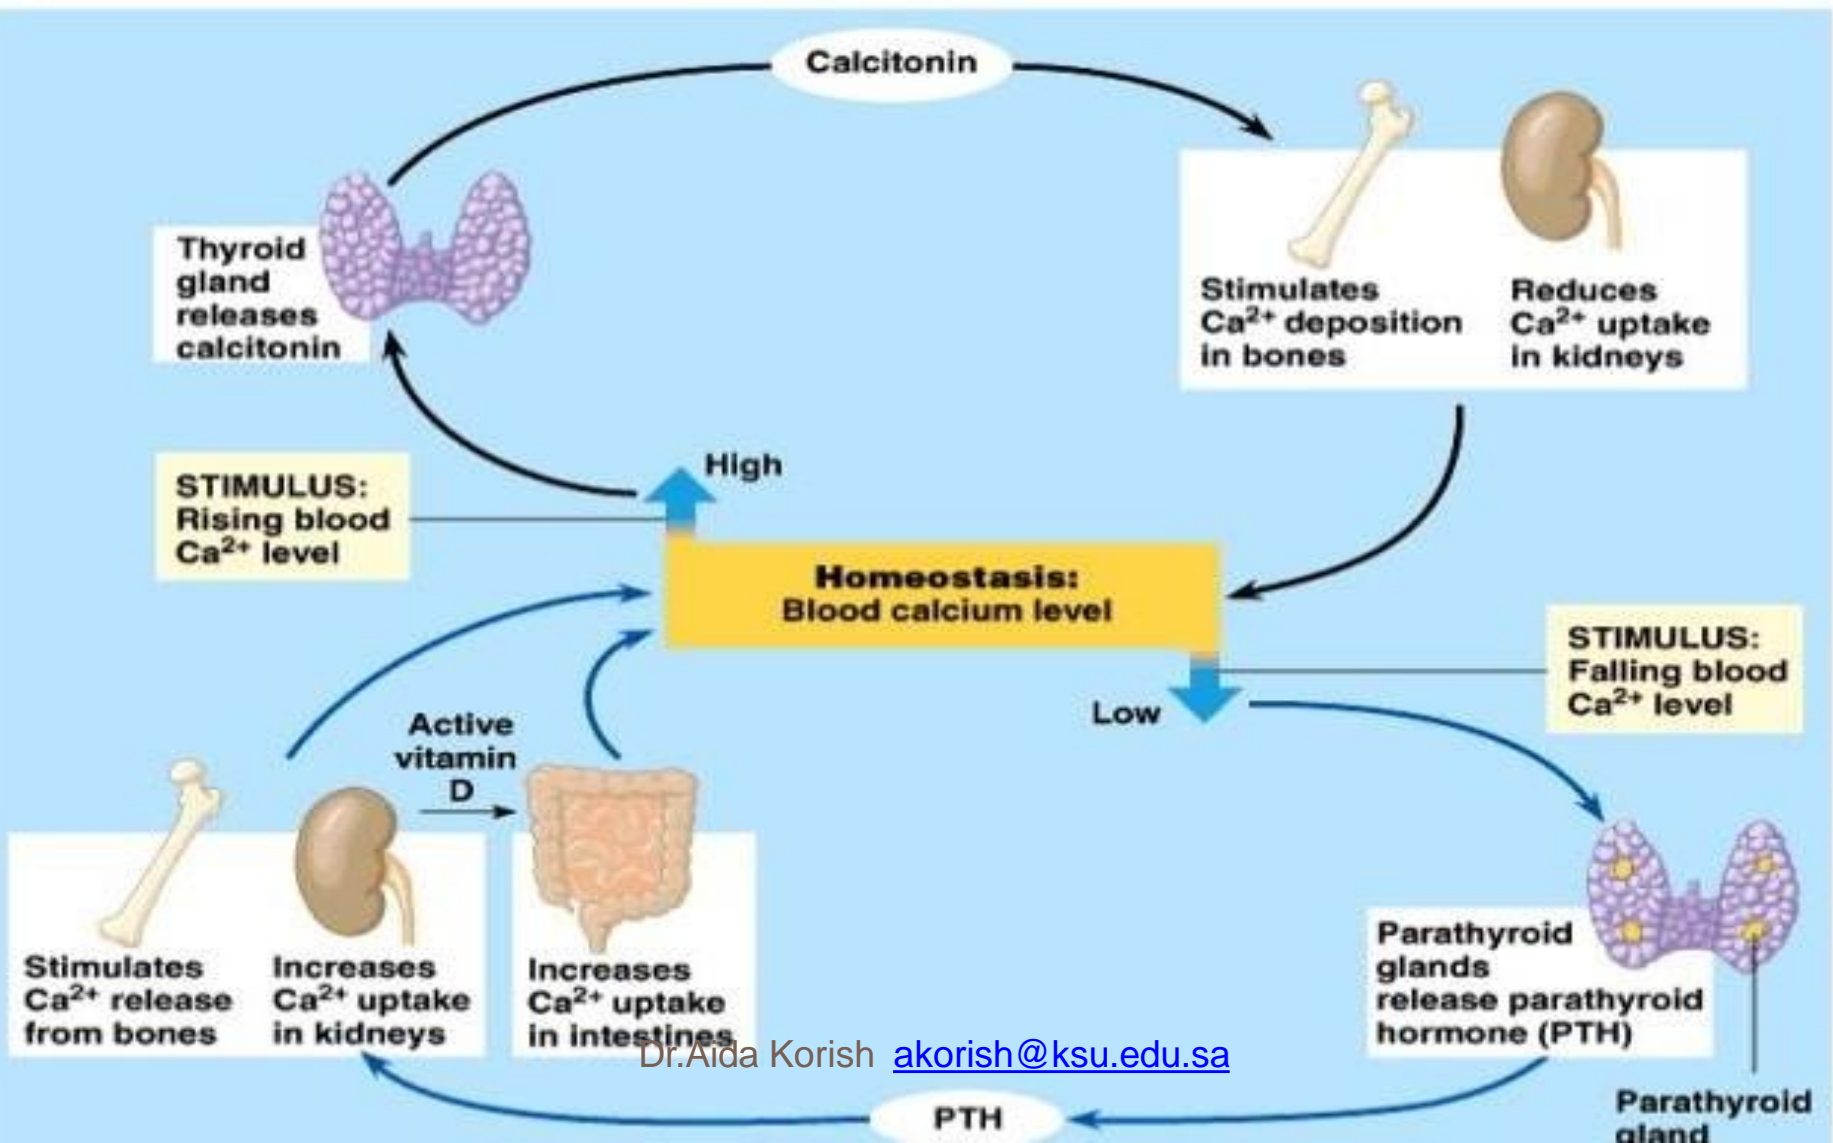 Calcitonin
Thyroid
gland
releases
calcitonin
Stimulates
Ca²⁺ deposition
in bones
Reduces
Ca²⁺ uptake
in kidneys
High
STIMULUS:
Rising blood
Ca²⁺ level
Homeostasis:
Blood calcium level
STIMULUS:
Falling blood
Ca²⁺ level
Low
Active
vitamin
D
Stimulates
Ca²⁺ release
from bones
Increases
Ca²⁺ uptake
in kidneys
Increases
Ca²⁺ uptake
in intestines
Parathyroid
glands
release parathyroid
hormone (PTH)
Dr.Aida Korish akorish@ksu.edu.sa
PTH
Parathyroid
gland